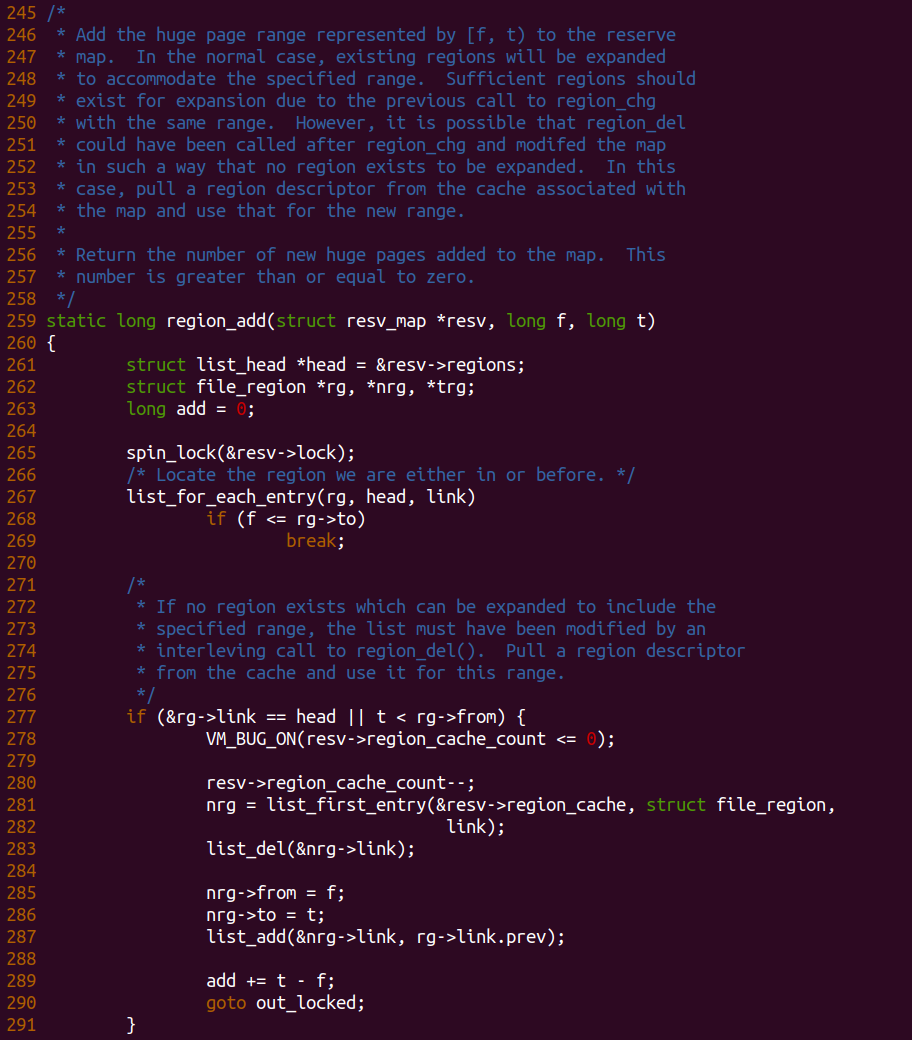 245 /*
246  * Add the huge page range represented by [f, t) to the reserve
247  * map.  In the normal case, existing regions will be expanded
248  * to accommodate the specified range.  Sufficient regions should
249  * exist for expansion due to the previous call to region_chg
250  * with the same range.  However, it is possible that region_del
251  * could have been called after region_chg and modifed the map
252  * in such a way that no region exists to be expanded.  In this
253  * case, pull a region descriptor from the cache associated with
254  * the map and use that for the new range.
255  *
256  * Return the number of new huge pages added to the map.  This
257  * number is greater than or equal to zero.
258  */
259 static long region_add(struct resv_map *resv, long f, long t)
260 {
261         struct list_head *head = &resv->regions;
262         struct file_region *rg, *nrg, *trg;
263         long add = 0;
264
265         spin_lock(&resv->lock);
266         /* Locate the region we are either in or before. */
267         list_for_each_entry(rg, head, link)
268                 if (f <= rg->to)
269                         break;
270
271         /*
272          * If no region exists which can be expanded to include the
273          * specified range, the list must have been modified by an
274          * interleving call to region_del().  Pull a region descriptor
275          * from the cache and use it for this range.
276          */
277         if (&rg->link == head || t < rg->from) {
278                 VM_BUG_ON(resv->region_cache_count <= 0);
279
280                 resv->region_cache_count--;
281                 nrg = list_first_entry(&resv->region_cache, struct file_region,
282                                         link);
283                 list_del(&nrg->link);
284
285                 nrg->from = f;
286                 nrg->to = t;
287                 list_add(&nrg->link, rg->link.prev);
288
289                 add += t - f;
290                 goto out_locked;
291         }